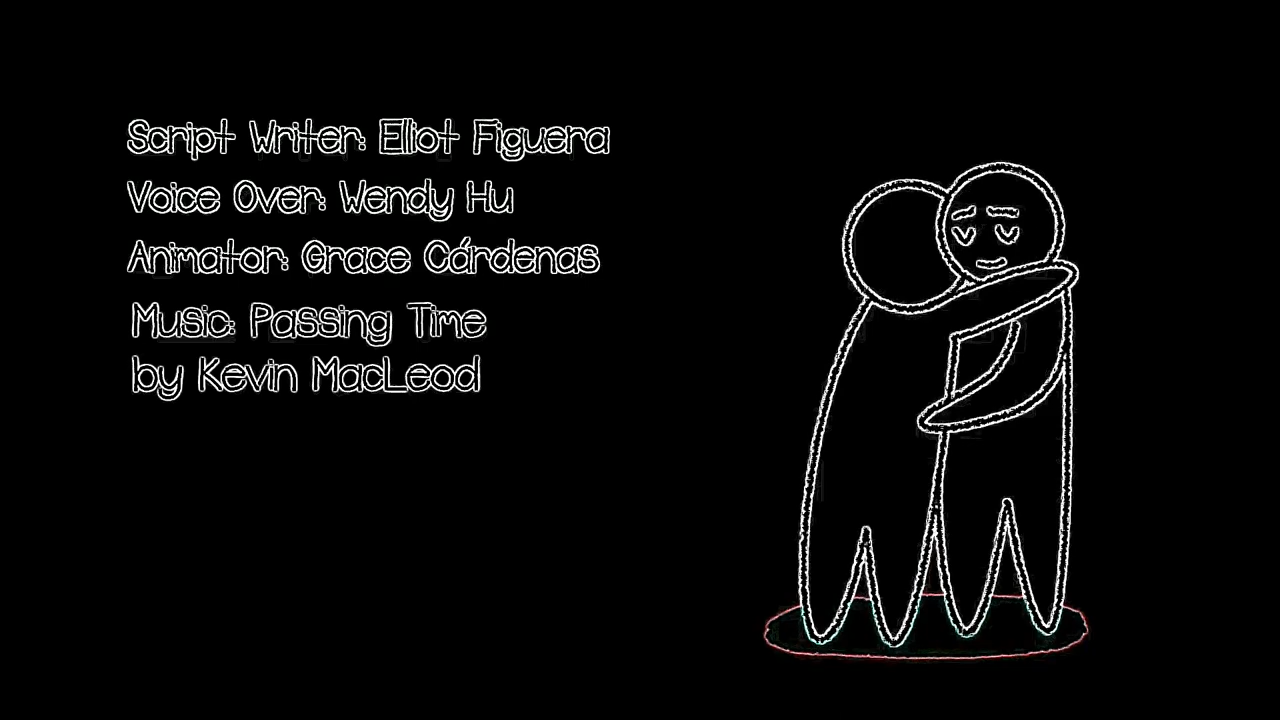 Script Writer: Elliot Figuera
Voice Over: Wendy Hu
Animator: Grace Cárdenas
Music: Passing Time
by Kevin MacLeod